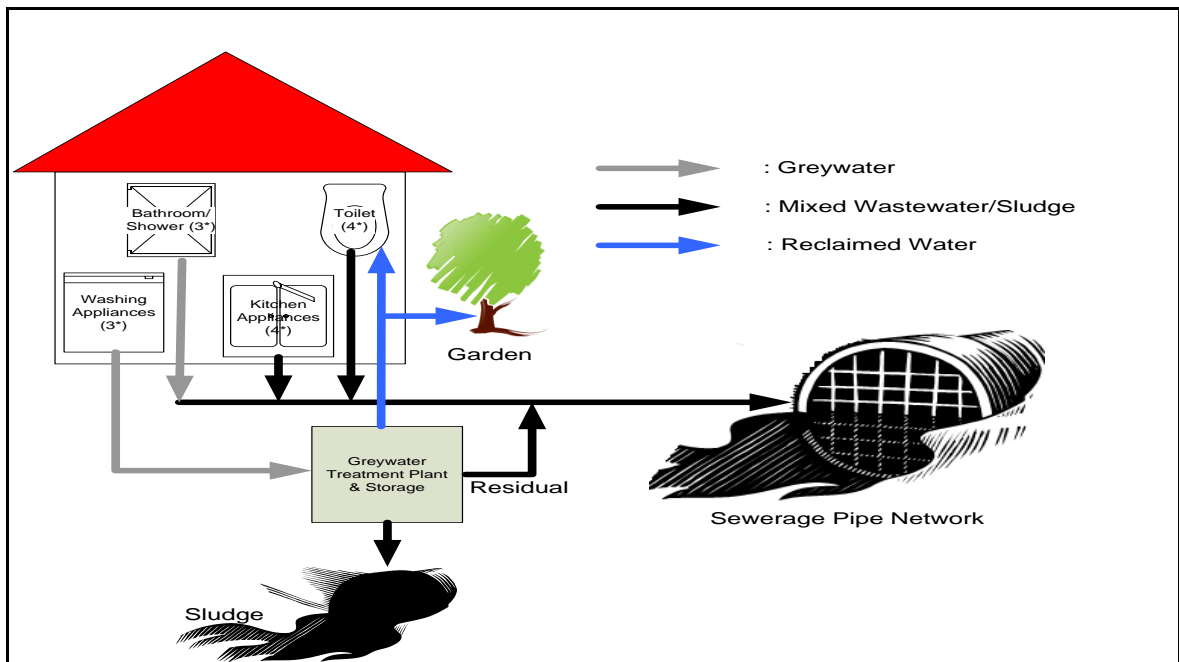 Bathroom/
Shower (3*)
Toilet
(4*)
Washing
Appliances
(3*)
Kitchen
Appliances
(4*)
Garden
: Greywater
: Mixed Wastewater/Sludge
: Reclaimed Water
Greywater
Treatment Plant
& Storage
Residual
Sewerage Pipe Network
Sludge